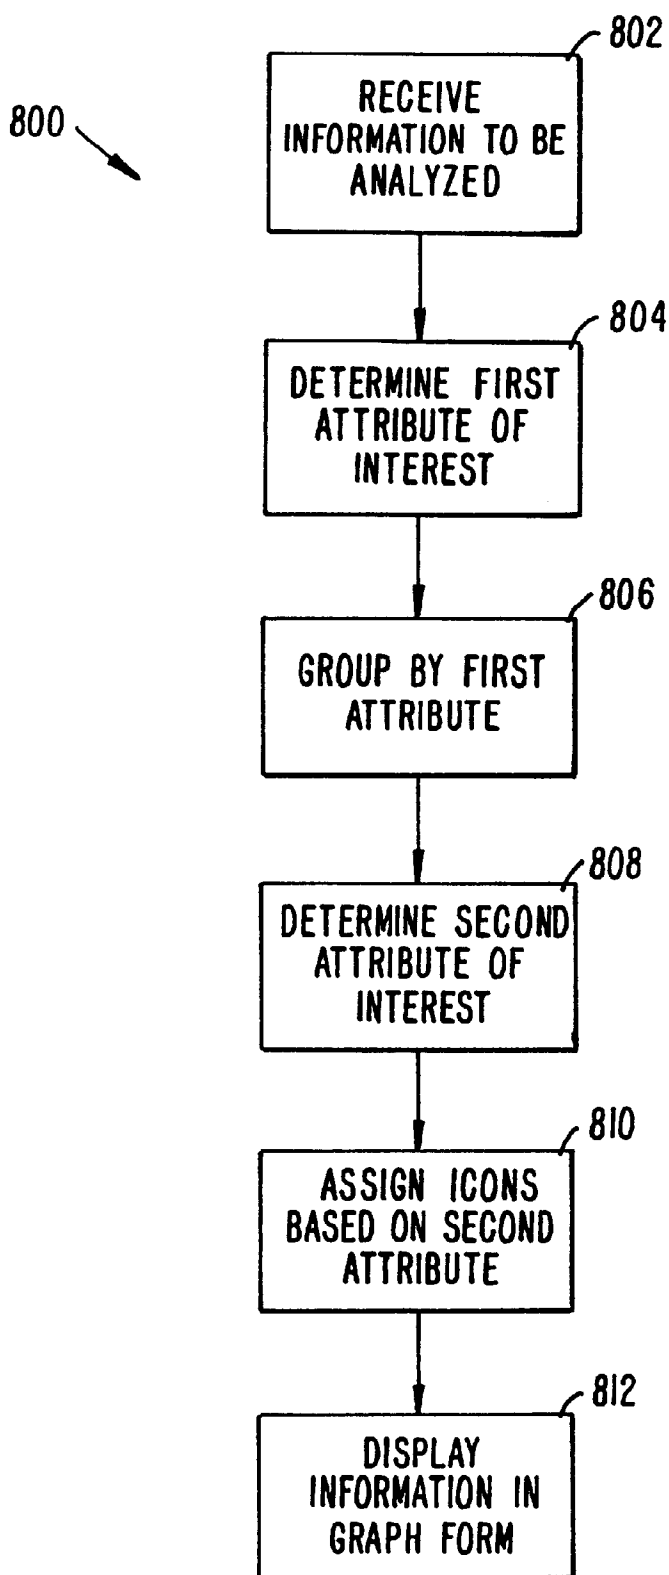 802
800
RECEIVE
INFORMATION TO BE
ANALYZED
804
DETERMINE FIRST
ATTRIBUTE OF
INTEREST
806
GROUP BY FIRST
ATTRIBUTE
808
DETERMINE SECOND
ATTRIBUTE OF
INTEREST
810
ASSIGN ICONS
BASED ON SECOND
ATTRIBUTE
812
DISPLAY
INFORMATION IN
GRAPH FORM